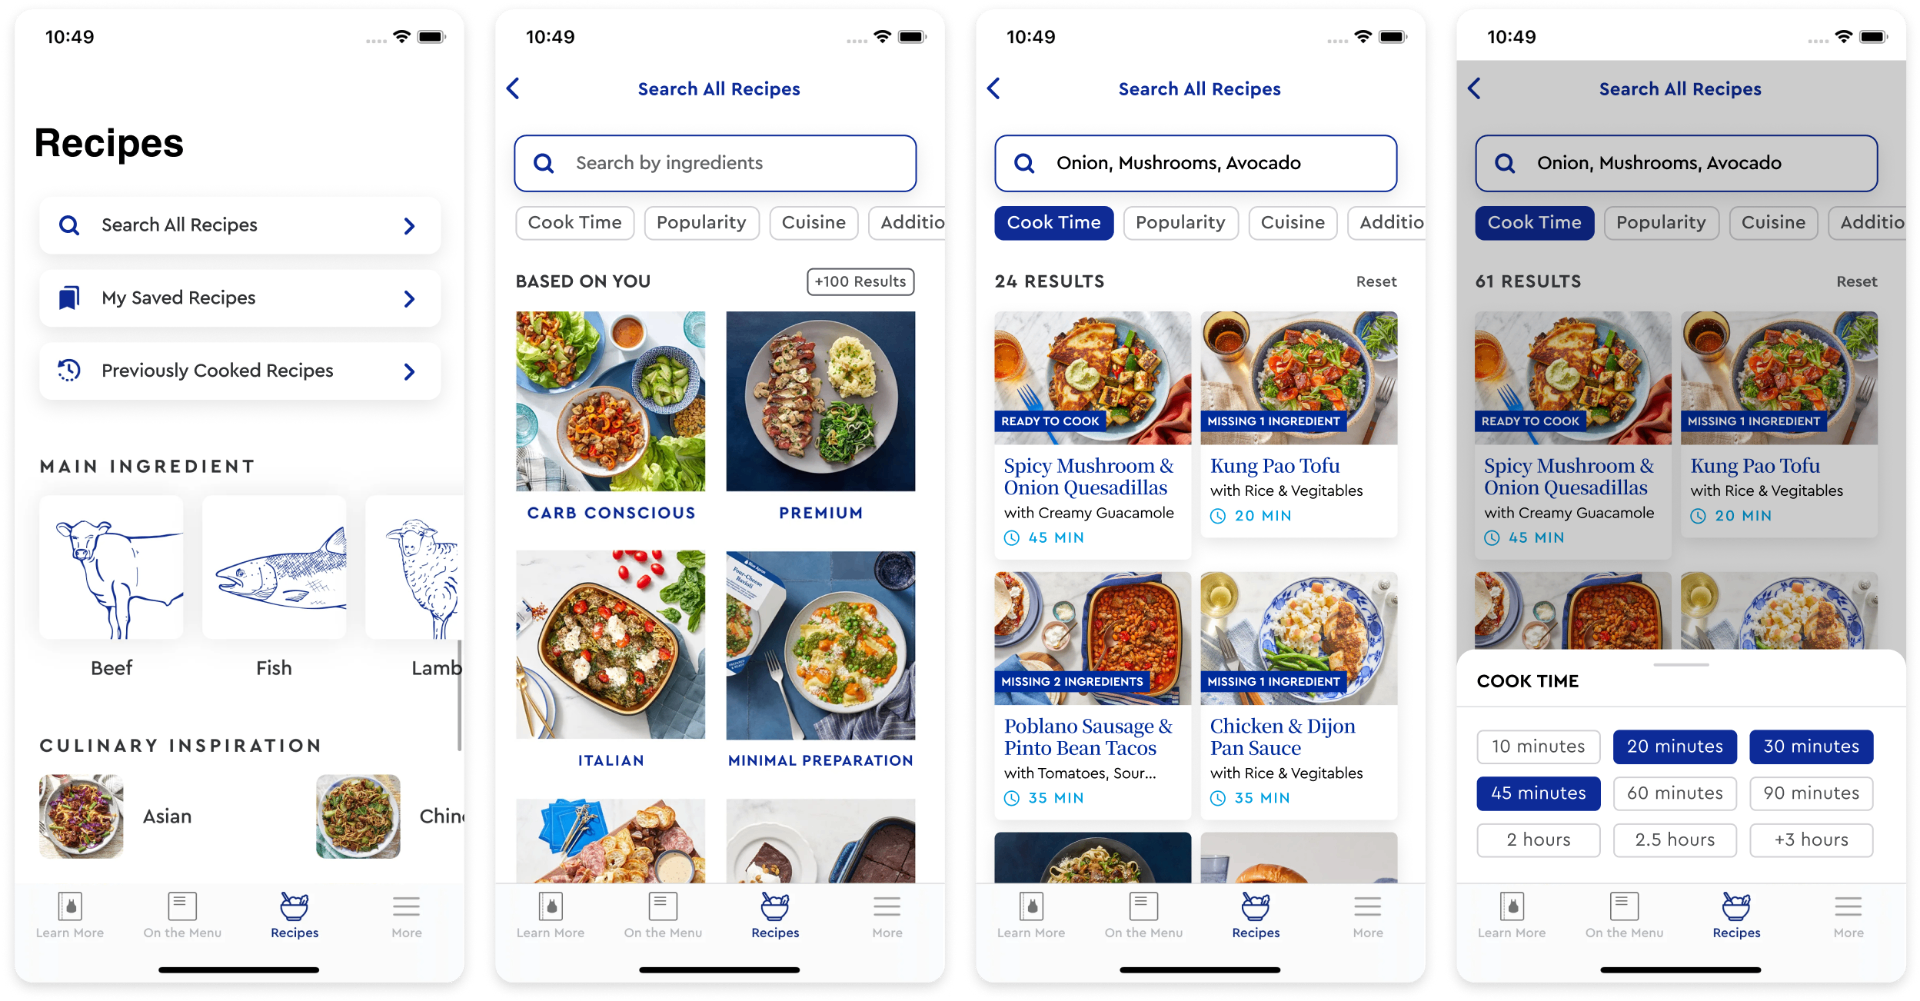 10:49
Recipes
Search All Recipes
My Saved Recipes
Previously Cooked Recipes
MAIN INGREDIENT
Beef
Fish
Lamb
CULINARY INSPIRATION
Asian
Chin
Learn More
On the Menu
Recipes
More
10:49
Search All Recipes
Search by ingredients
Cook Time
Popularity
Cuisine
Additio
BASED ON YOU
+100 Results
CARB CONSCIOUS
PREMIUM
Four-Cheese
Ravioli
ITALIAN
MINIMAL PREPARATION
Learn More
On the Menu
Recipes
More
10:49
Search All Recipes
Onion, Mushrooms, Avocado
Cook Time
Popularity
Cuisine
Additio
24 RESULTS
Reset
READY TO COOK
Spicy Mushroom &
Onion Quesadillas
with Creamy Guacamole
45 MIN
MISSING 1 INGREDIENT
Kung Pao Tofu
with Rice & Vegitables
20 MIN
MISSING 2 INGREDIENTS
Poblano Sausage &
Pinto Bean Tacos
with Tomatoes, Sour...
35 MIN
MISSING 1 INGREDIENT
Chicken & Dijon
Pan Sauce
with Rice & Vegitables
35 MIN
Learn More
On the Menu
Recipes
More
10:49
Search All Recipes
Onion, Mushrooms, Avocado
Cook Time
Popularity
Cuisine
Additio
61 RESULTS
Reset
READY TO COOK
Spicy Mushroom &
Onion Quesadillas
with Creamy Guacamole
45 MIN
MISSING 1 INGREDIENT
Kung Pao Tofu
with Rice & Vegitables
20 MIN
COOK TIME
10 minutes
20 minutes
30 minutes
45 minutes
60 minutes
90 minutes
2 hours
2.5 hours
+3 hours
Learn More
On the Menu
Recipes
More